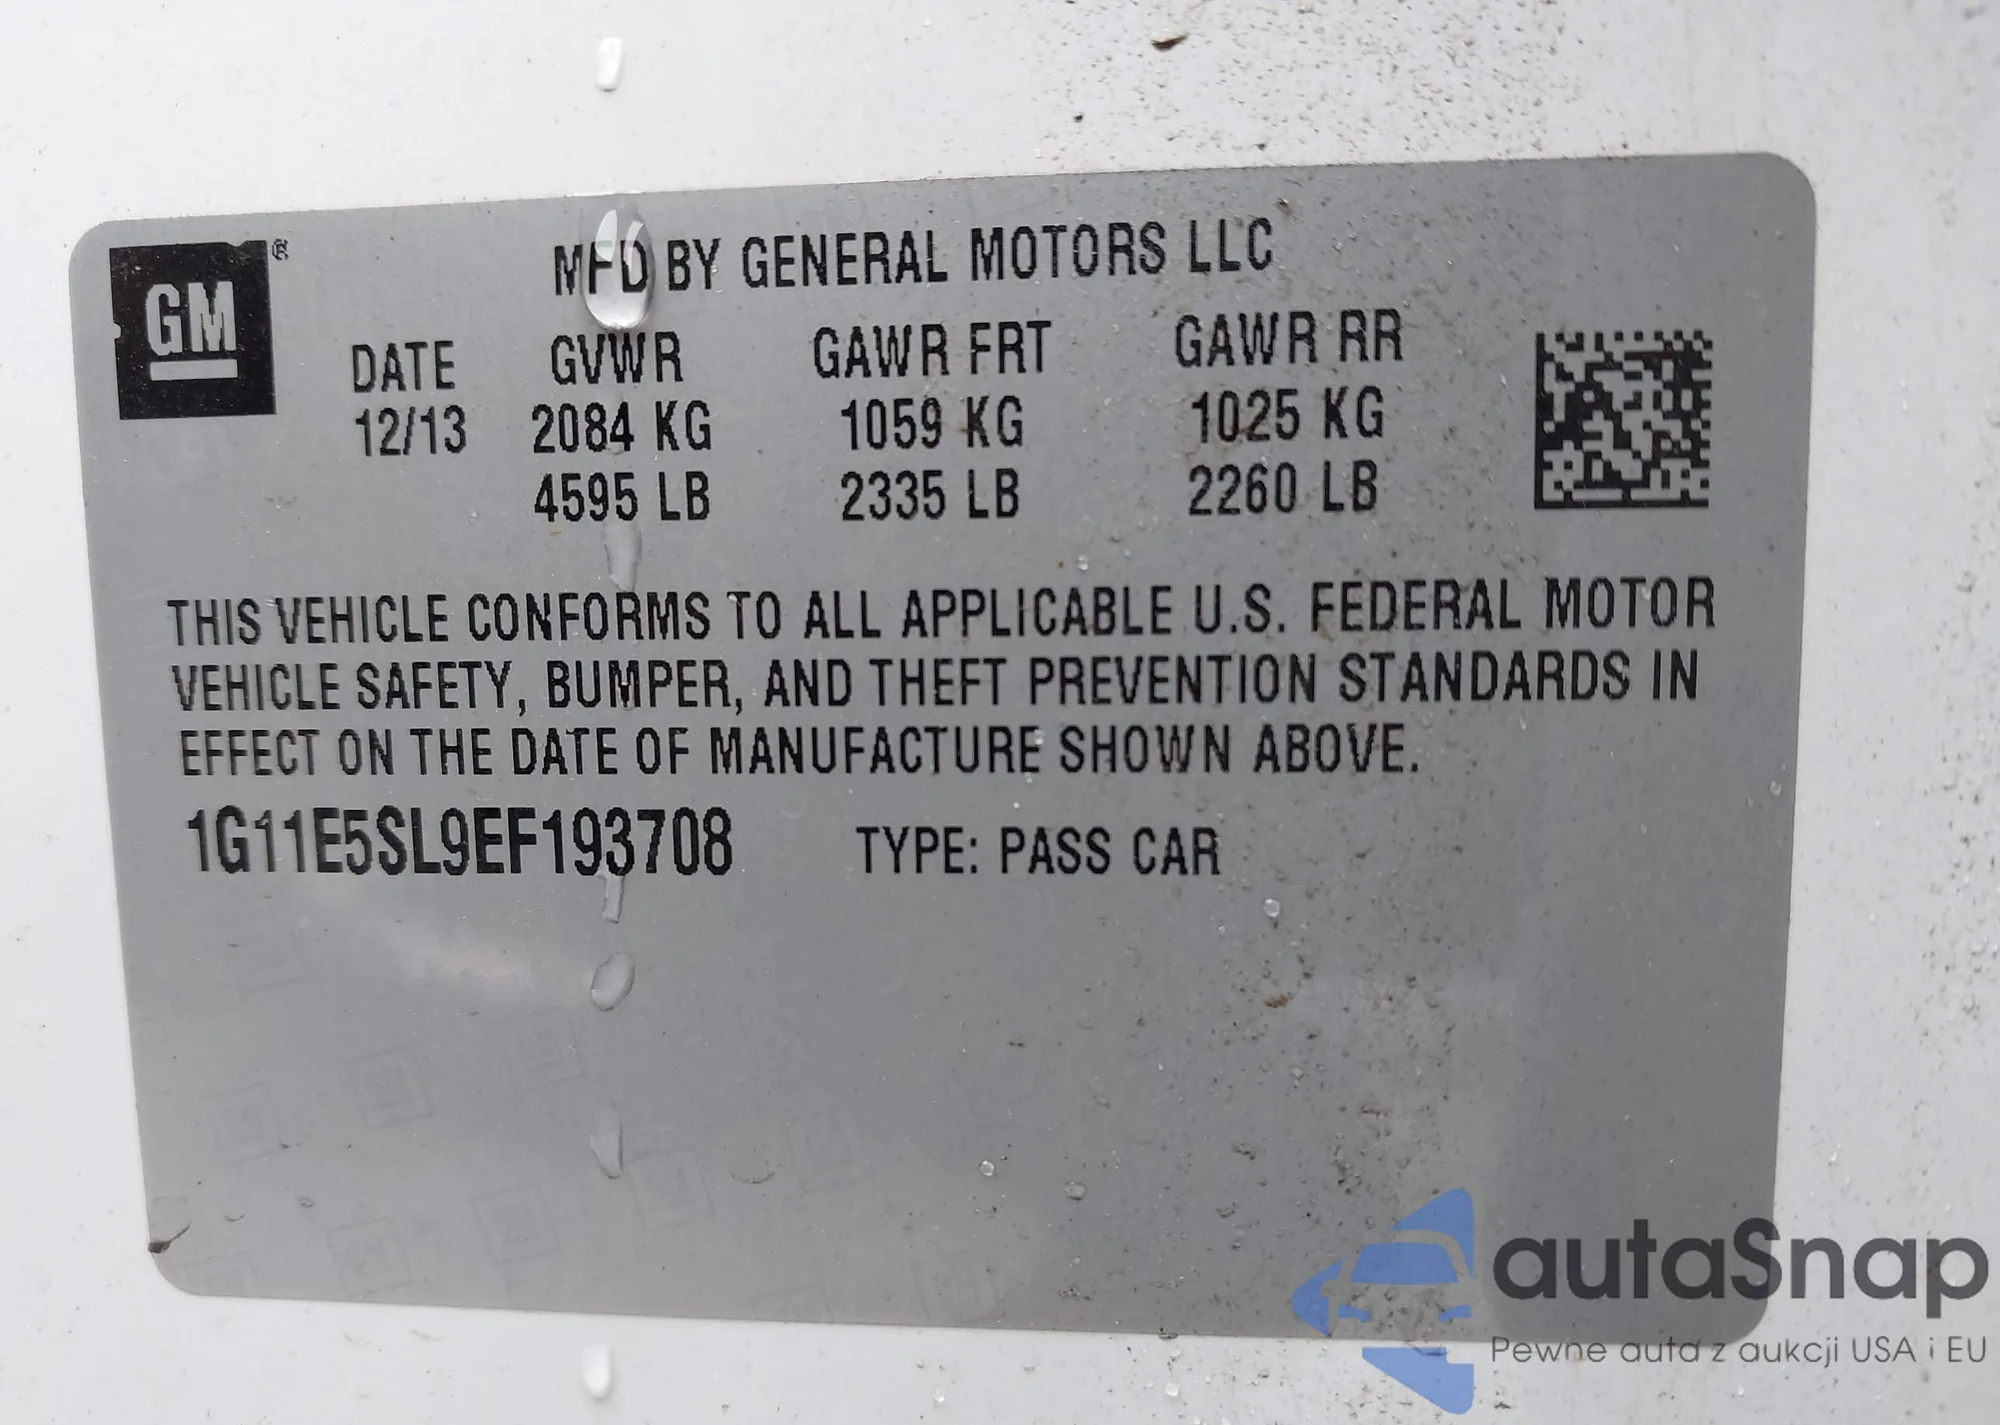 GM ®
MFD BY GENERAL MOTORS LLC
DATE GVWR GAWR FRT GAWR RR
12/13 2084 KG 1059 KG 1025 KG
4595 LB 2335 LB 2260 LB
THIS VEHICLE CONFORMS TO ALL APPLICABLE U.S. FEDERAL MOTOR
VEHICLE SAFETY, BUMPER, AND THEFT PREVENTION STANDARDS IN
EFFECT ON THE DATE OF MANUFACTURE SHOWN ABOVE.
1G11E5SL9EF193708 TYPE: PASS CAR
autaSnap
Pewne auta z aukcji USA i EU